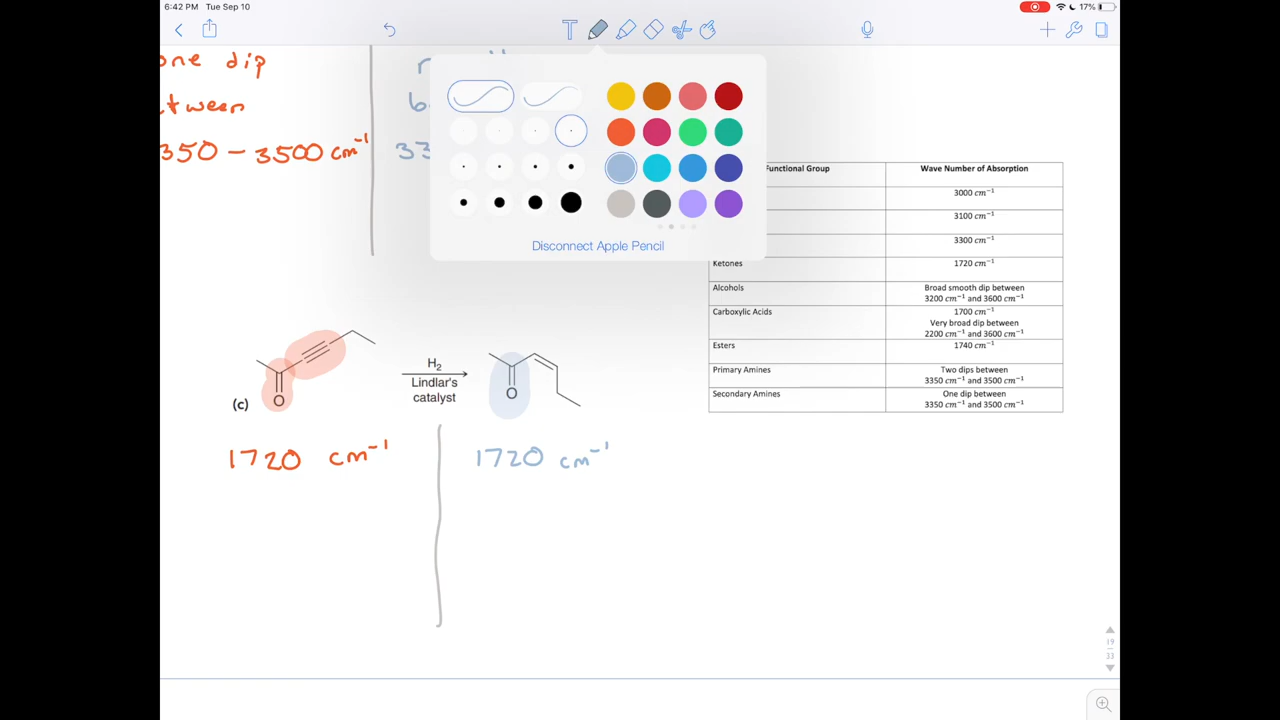 6:42 PM Tue Sep 10
17%
T
one dip
between
350 – 3500 cm⁻¹
33
Disconnect Apple Pencil
Functional Group Wave Number of Absorption
3000 cm⁻¹
3100 cm⁻¹
3300 cm⁻¹
Ketones 1720 cm⁻¹
Alcohols Broad smooth dip between
3200 cm⁻¹ and 3600 cm⁻¹
Carboxylic Acids 1700 cm⁻¹
Very broad dip between
2200 cm⁻¹ and 3600 cm⁻¹
Esters 1740 cm⁻¹
Primary Amines Two dips between
3350 cm⁻¹ and 3500 cm⁻¹
Secondary Amines One dip between
3350 cm⁻¹ and 3500 cm⁻¹
(c)
O
H₂
Lindlar's
catalyst
O
1720 cm⁻¹
1720 cm⁻¹
19
33